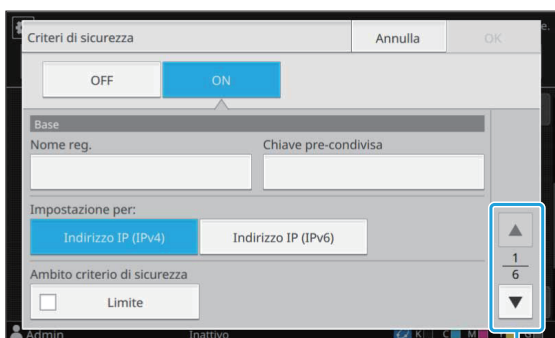 Criteri di sicurezza Annulla OK
OFF ON
Base
Nome reg. Chiave pre-condivisa
Impostazione per:
Indirizzo IP (IPv4) Indirizzo IP (IPv6)
1
6
Ambito criterio di sicurezza
Limite
Admin Inattivo K C M Y